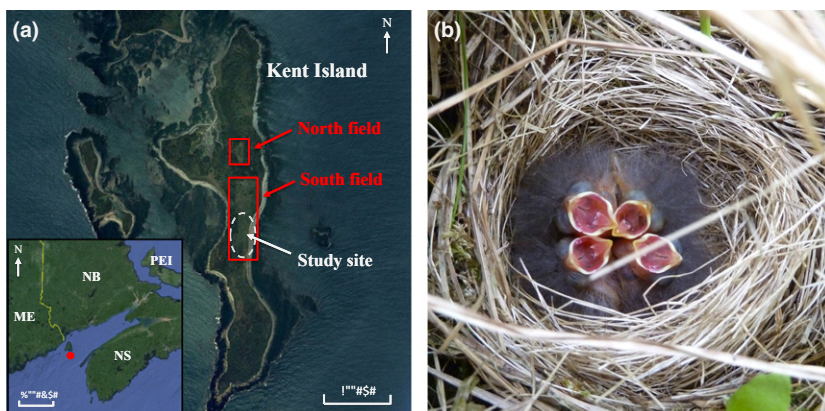 (a)
N
Kent Island
North field
South field
Study site
N
NB
PEI
ME
NS
%""#&$#
!""#$#
(b)